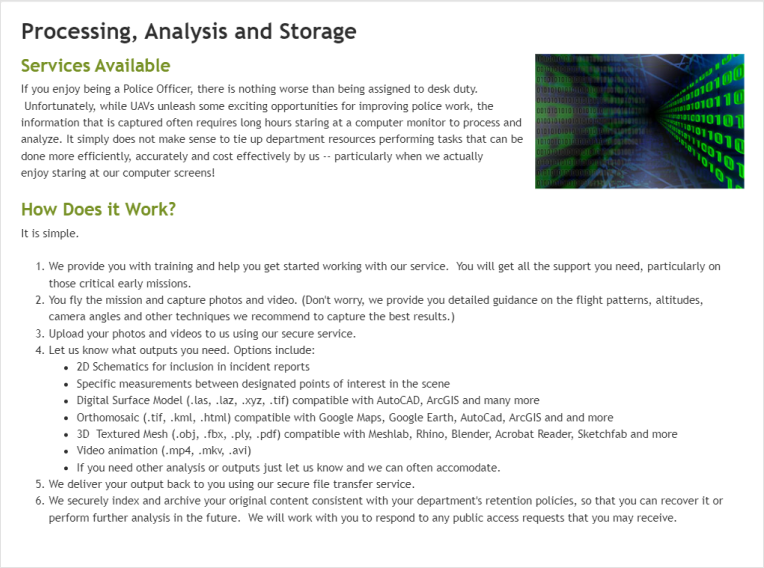 Processing, Analysis and Storage
Services Available
If you enjoy being a Police Officer, there is nothing worse than being assigned to desk duty.
Unfortunately, while UAVs unleash some exciting opportunities for improving police work, the
information that is captured often requires long hours staring at a computer monitor to process and
analyze. It simply does not make sense to tie up department resources performing tasks that can be
done more efficiently, accurately and cost effectively by us -- particularly when we actually
enjoy staring at our computer screens!
How Does it Work?
It is simple.
1. We provide you with training and help you get started working with our service.  You will get all the support you need, particularly on
those critical early missions.
2. You fly the mission and capture photos and video. (Don't worry, we provide you detailed guidance on the flight patterns, altitudes,
camera angles and other techniques we recommend to capture the best results.)
3. Upload your photos and videos to us using our secure service.
4. Let us know what outputs you need. Options include:
• 2D Schematics for inclusion in incident reports
• Specific measurements between designated points of interest in the scene
• Digital Surface Model (.las, .laz, .xyz, .tif) compatible with AutoCAD, ArcGIS and many more
• Orthomosaic (.tif, .kml, .html) compatible with Google Maps, Google Earth, AutoCad, ArcGIS and and more
• 3D  Textured Mesh (.obj, .fbx, .ply, .pdf) compatible with Meshlab, Rhino, Blender, Acrobat Reader, Sketchfab and more
• Video animation (.mp4, .mkv, .avi)
• If you need other analysis or outputs just let us know and we can often accomodate.
5. We deliver your output back to you using our secure file transfer service.
6. We securely index and archive your original content consistent with your department's retention policies, so that you can recover it or
perform further analysis in the future.  We will work with you to respond to any public access requests that you may receive.